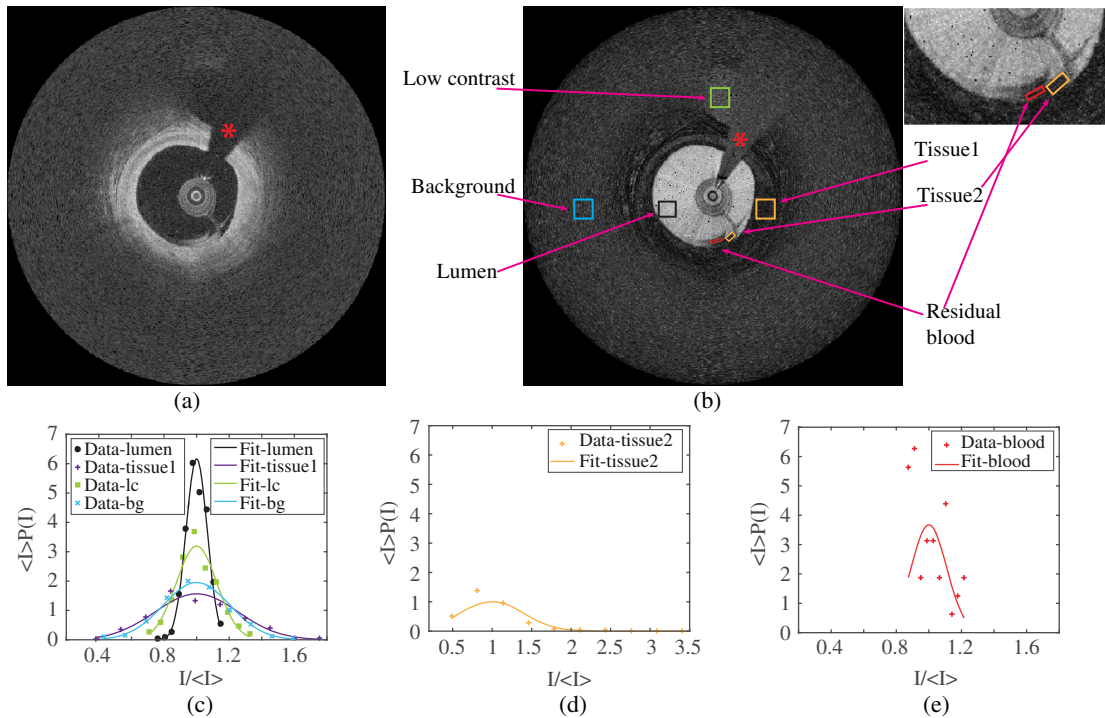 *
(a)
Low contrast
Background
Lumen
*
Tissue1
Tissue2
Residual
blood
(b)
7
6
5
4
3
2
1
0
<I>P(I)
Data-lumen
Data-tissue1
Data-lc
Data-bg
Fit-lumen
Fit-tissue1
Fit-lc
Fit-bg
0.4 0.8 1.2 1.6
I/<I>
(c)
7
6
5
4
3
2
1
0
<I>P(I)
Data-tissue2
Fit-tissue2
0.5 1 1.5 2 2.5 3 3.5
I/<I>
(d)
7
6
5
4
3
2
1
0
<I>P(I)
Data-blood
Fit-blood
0.4 0.8 1.2 1.6
I/<I>
(e)